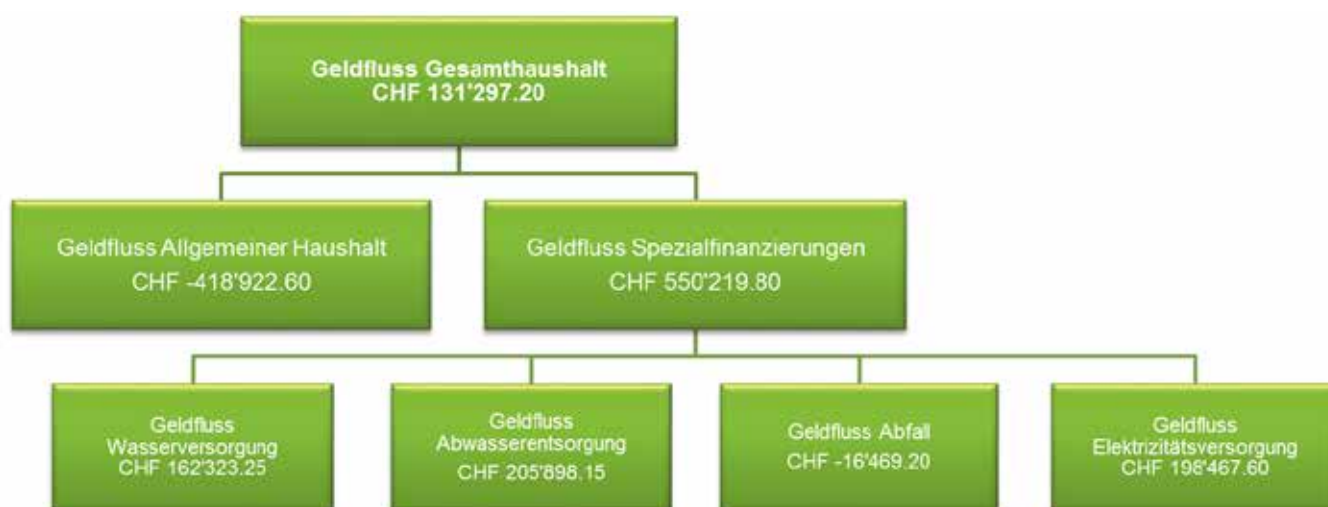 Geldfluss Gesamthaushalt
CHF 131'297.20
Geldfluss Allgemeiner Haushalt
CHF -418'922.60
Geldfluss Spezialfinanzierungen
CHF 550'219.80
Geldfluss
Wasserversorgung
CHF 162'323.25
Geldfluss
Abwasserentsorgung
CHF 205'898.15
Geldfluss Abfall
CHF -16'469.20
Geldfluss
Elektrizitätsversorgung
CHF 198'467.60